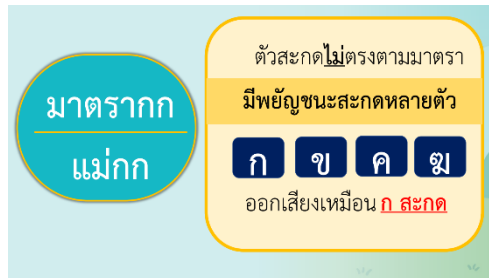 มาตรากก
แม่กก
ตัวสะกดไม่ตรงตามมาตรา
มีพยัญชนะสะกดหลายตัว
ก ข ค ฆ
ออกเสียงเหมือน ก สะกด